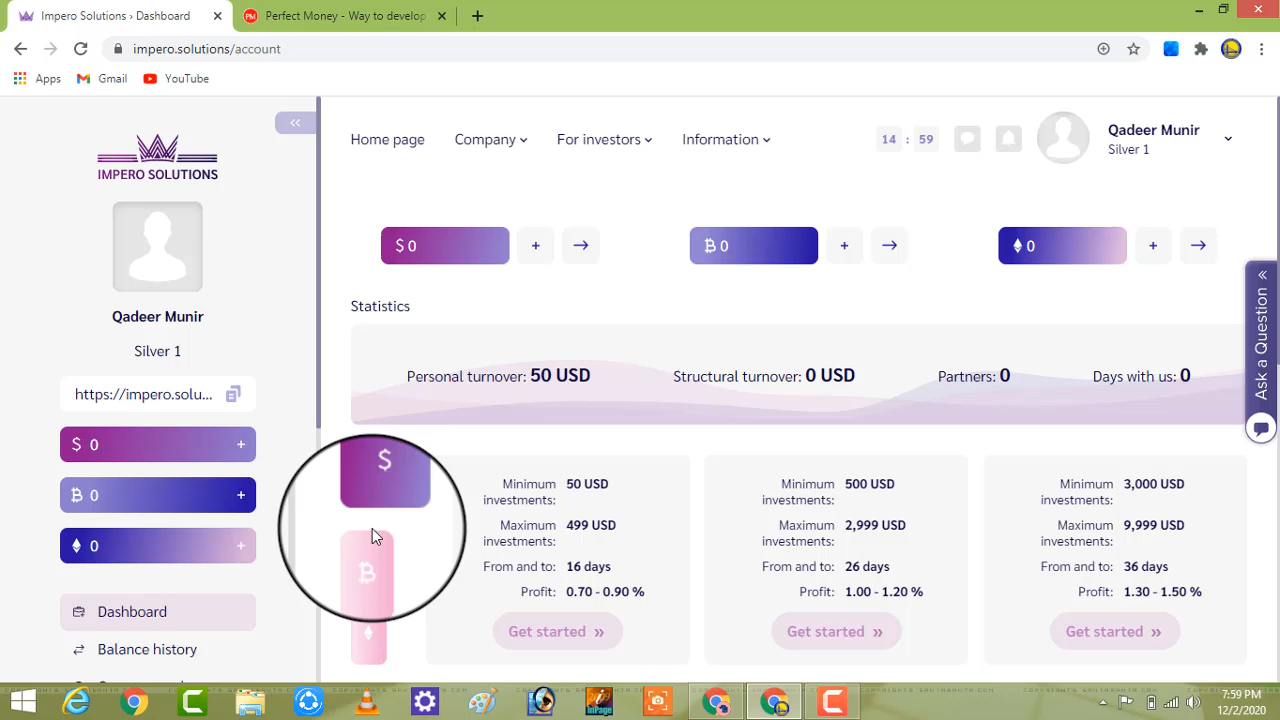 Impero Solutions › Dashboard
Perfect Money - Way to develop
impero.solutions/account
Apps
Gmail
YouTube
IMPERO SOLUTIONS
Qadeer Munir
Silver 1
https://impero.solu...
$ 0 +
₿ 0 +
0 +
Dashboard
Balance history
Home page
Company
For investors
Information
14 : 59
Qadeer Munir
Silver 1
$ 0 + →
₿ 0 + →
0 + →
Statistics
Personal turnover: 50 USD
Structural turnover: 0 USD
Partners: 0
Days with us: 0
$
₿
Minimum investments: 50 USD
Maximum investments: 499 USD
From and to: 16 days
Profit: 0.70 - 0.90 %
Get started »
Minimum investments: 500 USD
Maximum investments: 2,999 USD
From and to: 26 days
Profit: 1.00 - 1.20 %
Get started »
Minimum investments: 3,000 USD
Maximum investments: 9,999 USD
From and to: 36 days
Profit: 1.30 - 1.50 %
Get started »
Ask a Question
7:59 PM
12/2/2020